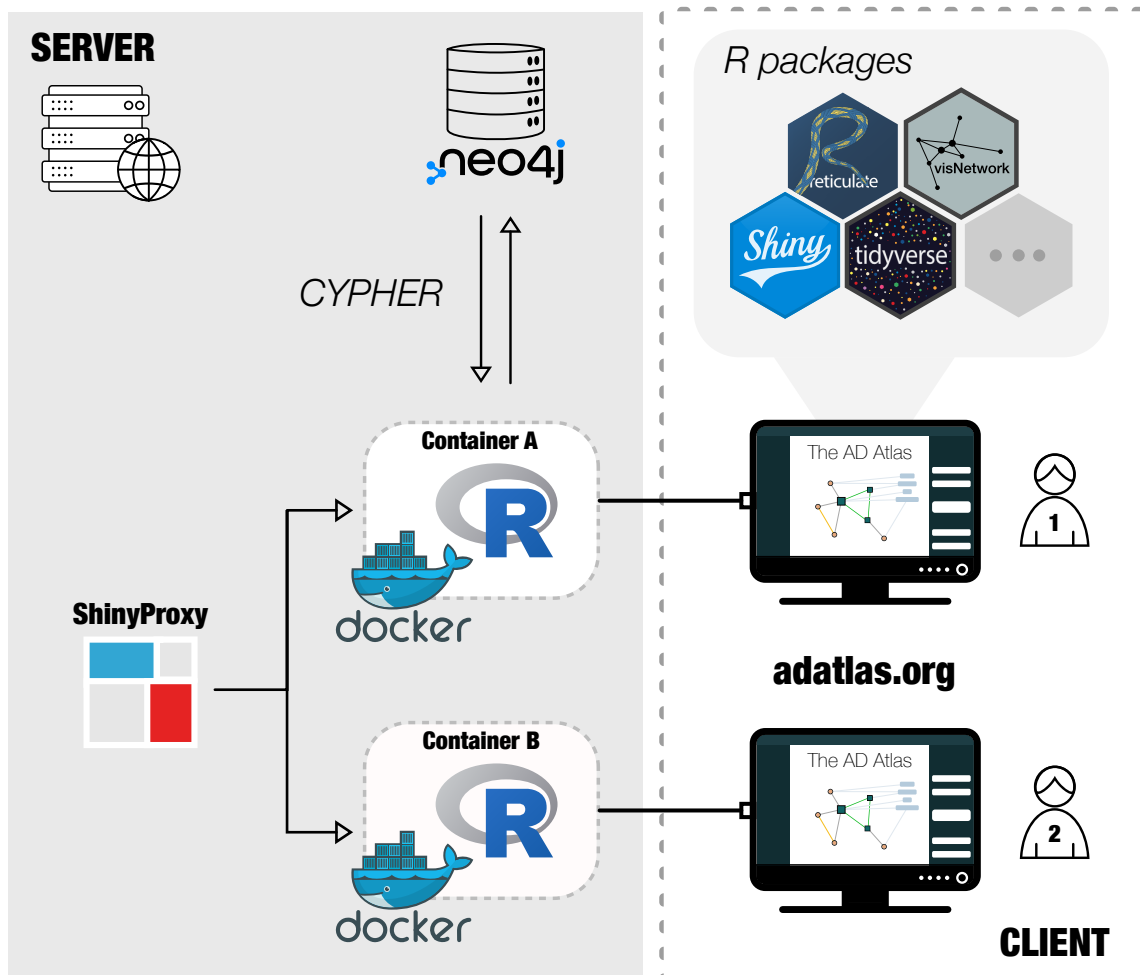 SERVER
neo4j
CYPHER
R packages
reticulate
visNetwork
Shiny
tidyverse
Container A
R
docker
The AD Atlas
1
ShinyProxy
adatlas.org
Container B
R
docker
The AD Atlas
2
CLIENT